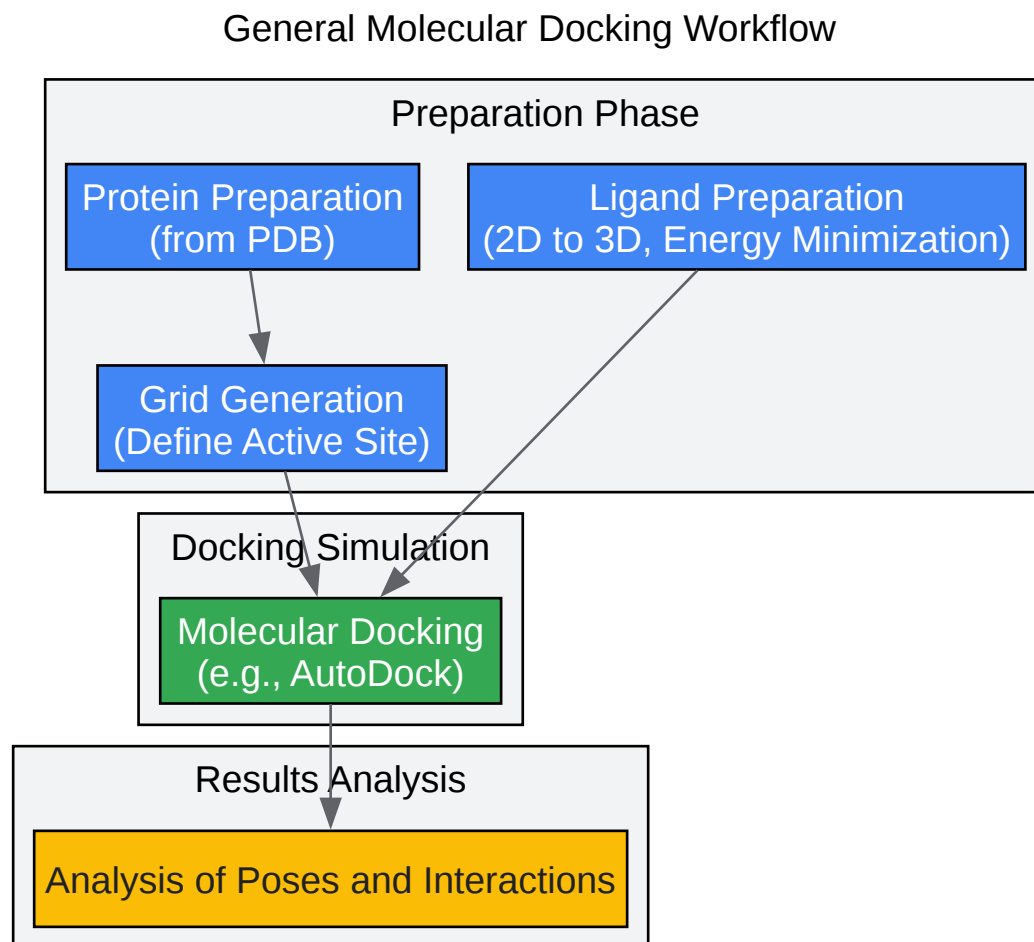 General Molecular Docking Workflow
Preparation Phase
Protein Preparation
(from PDB)
Ligand Preparation
(2D to 3D, Energy Minimization)
Grid Generation
(Define Active Site)
Docking Simulation
Molecular Docking
(e.g., AutoDock)
Results Analysis
Analysis of Poses and Interactions